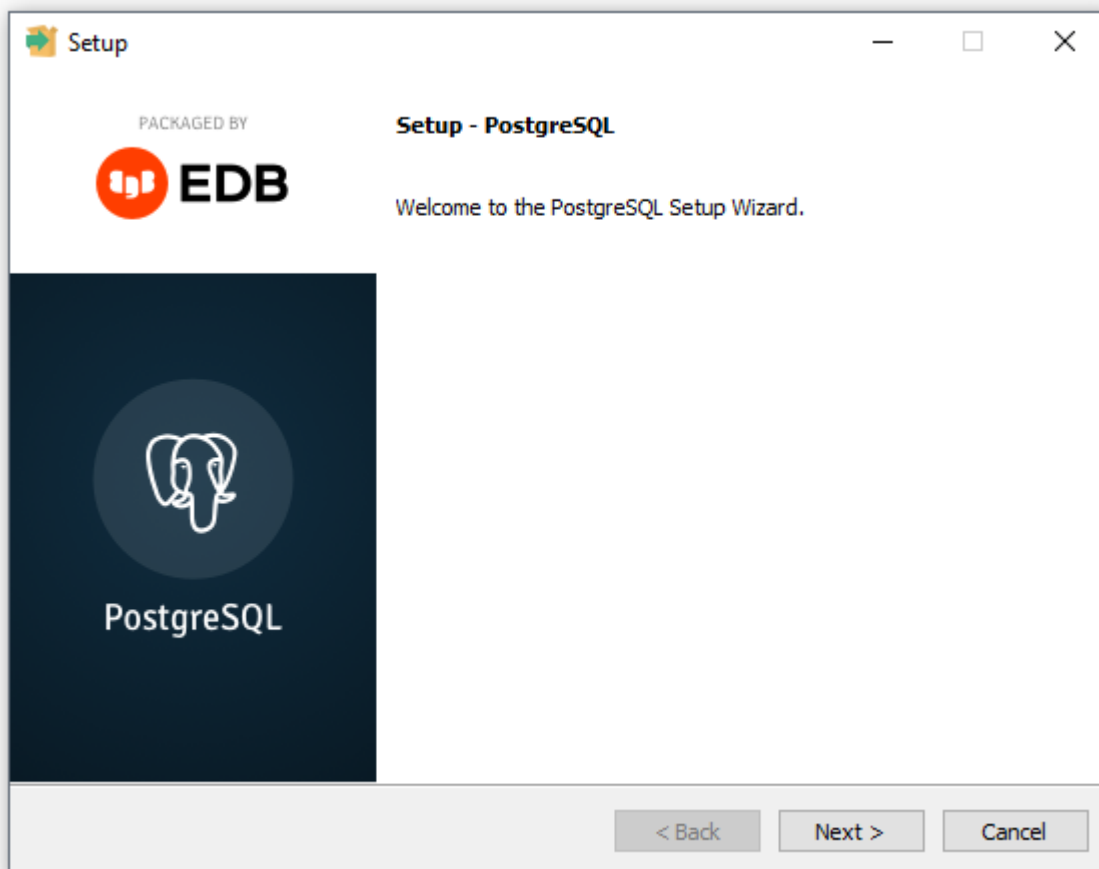 Setup
PACKAGED BY
EDB
Setup - PostgreSQL
Welcome to the PostgreSQL Setup Wizard.
PostgreSQL
< Back
Next >
Cancel